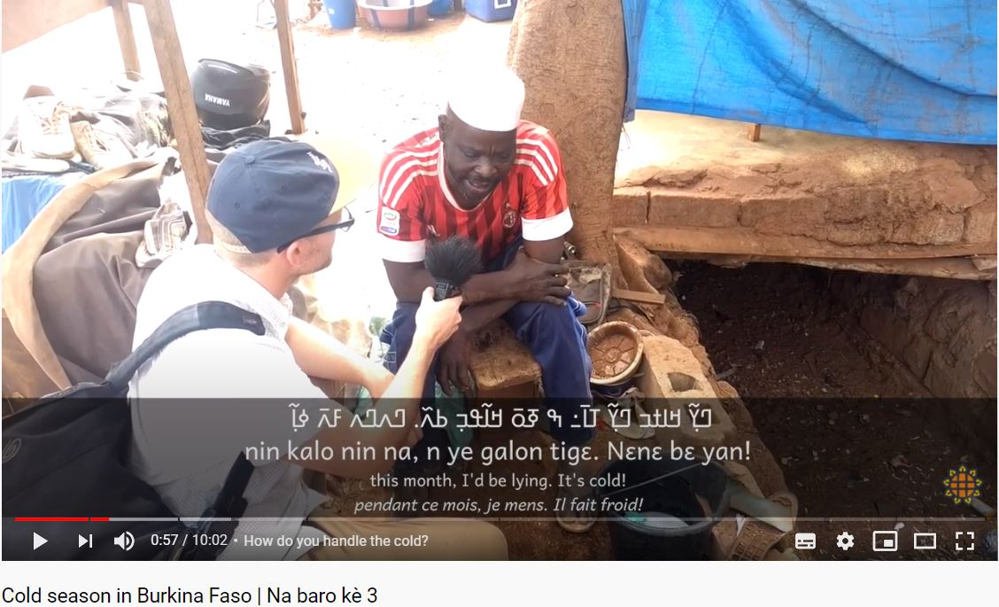 YAMAHA
nin kalo nin na, n ye galon tigɛ. Nɛnɛ bɛ yan!
this month, I'd be lying. It's cold!
pendant ce mois, je mens. Il fait froid!
0:57 / 10:02 • How do you handle the cold?
Cold season in Burkina Faso | Na baro kè 3